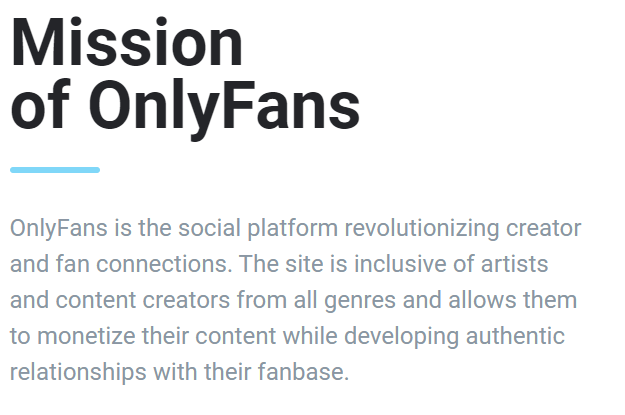 Mission
of OnlyFans
OnlyFans is the social platform revolutionizing creator
and fan connections. The site is inclusive of artists
and content creators from all genres and allows them
to monetize their content while developing authentic
relationships with their fanbase.